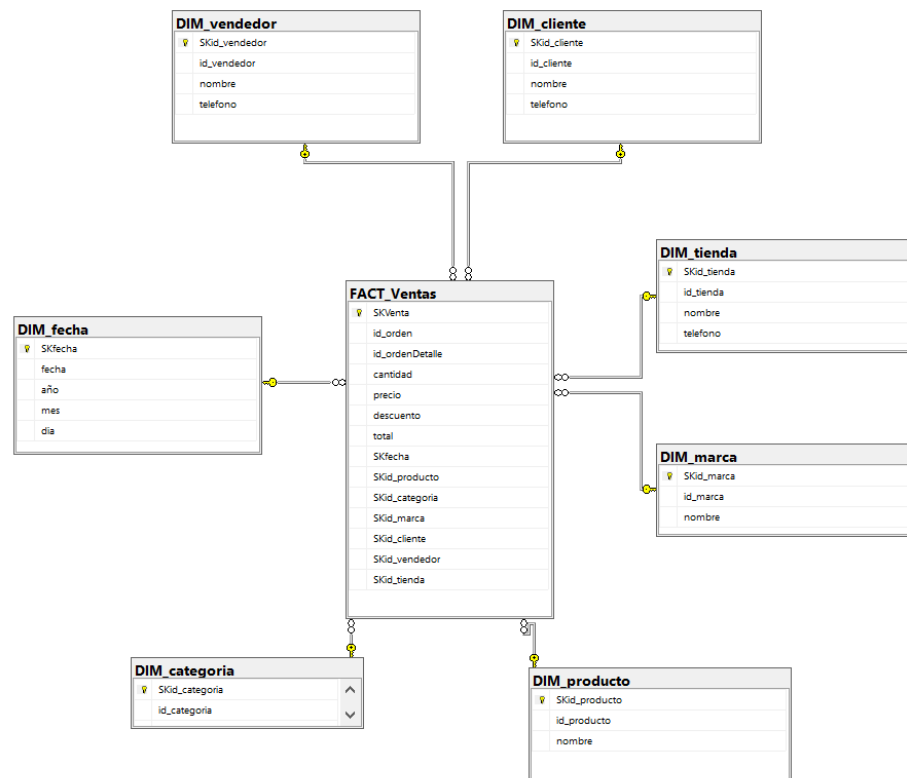 DIM_vendedor
SKid_vendedor
id_vendedor
nombre
telefono
DIM_cliente
SKid_cliente
id_cliente
nombre
telefono
DIM_tienda
SKid_tienda
id_tienda
nombre
telefono
FACT_Ventas
SKVenta
id_orden
id_ordenDetalle
cantidad
precio
descuento
total
SKfecha
SKid_producto
SKid_categoria
SKid_marca
SKid_cliente
SKid_vendedor
SKid_tienda
DIM_fecha
SKfecha
fecha
año
mes
dia
DIM_marca
SKid_marca
id_marca
nombre
DIM_categoria
SKid_categoria
id_categoria
DIM_producto
SKid_producto
id_producto
nombre